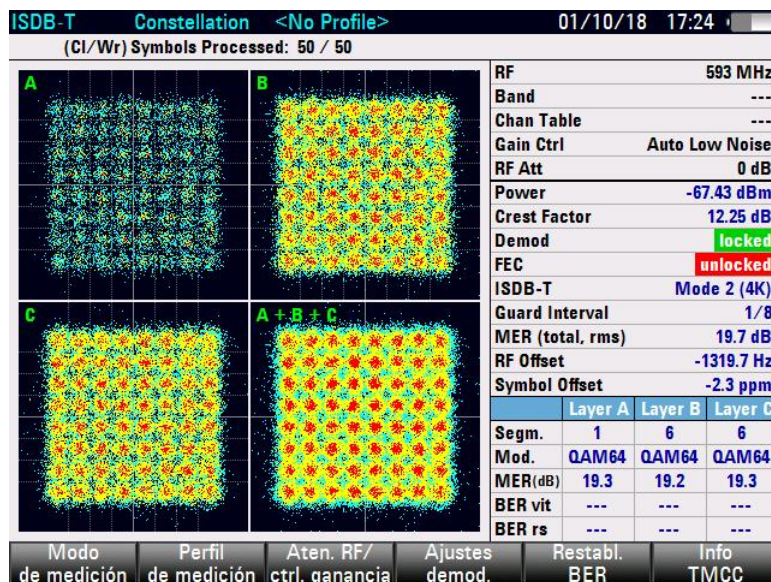 ISDB-T Constellation <No Profile> 01/10/18 17:24
(Cl/Wr) Symbols Processed: 50 / 50
A
B
C
A + B + C
RF 593 MHz
Band ---
Chan Table ---
Gain Ctrl Auto Low Noise
RF Att 0 dB
Power -67.43 dBm
Crest Factor 12.25 dB
Demod locked
FEC unlocked
ISDB-T Mode 2 (4K)
Guard Interval 1/8
MER (total, rms) 19.7 dB
RF Offset -1319.7 Hz
Symbol Offset -2.3 ppm
Layer A Layer B Layer C
Segm. 1 6 6
Mod. QAM64 QAM64 QAM64
MER(dB) 19.3 19.2 19.3
BER vit --- --- ---
BER rs --- --- ---
Modo de medición
Perfil de medición
Aten. RF/ ctrl. ganancia
Ajustes demod.
Restabl. BER
Info TMCC